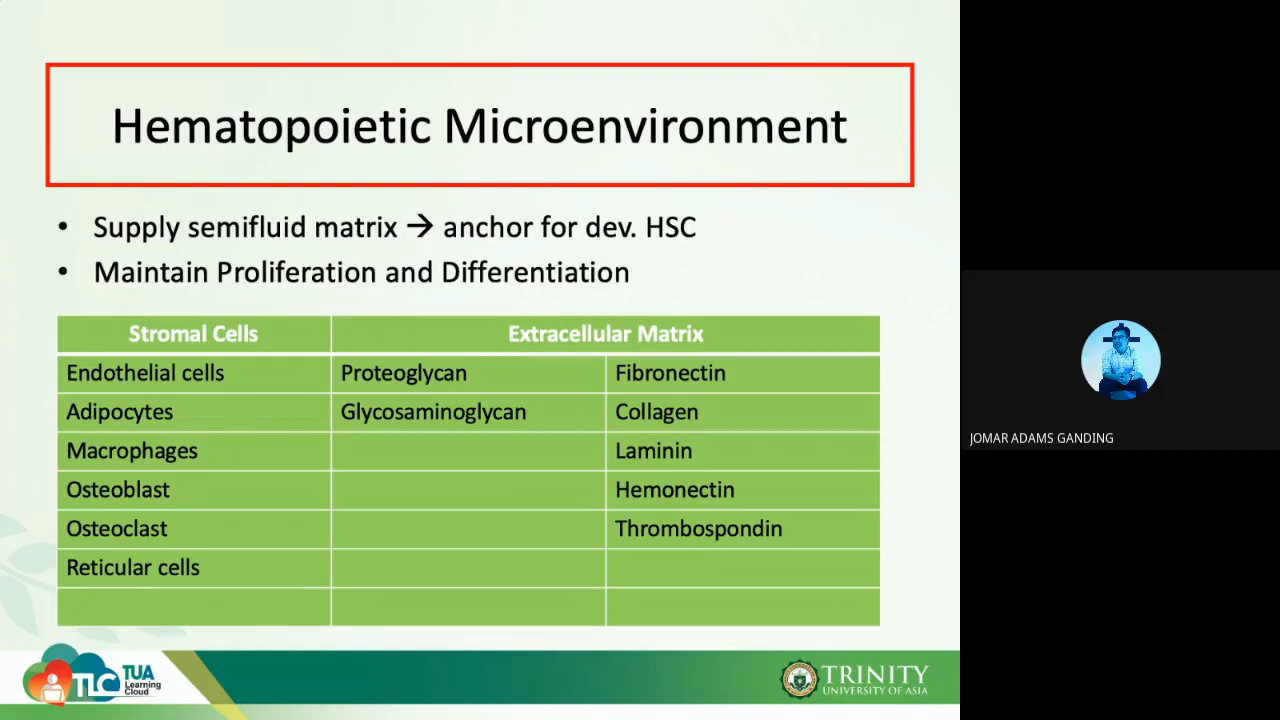 Hematopoietic Microenvironment
• Supply semifluid matrix → anchor for dev. HSC
• Maintain Proliferation and Differentiation
Stromal Cells Extracellular Matrix
Endothelial cells Proteoglycan Fibronectin
Adipocytes Glycosaminoglycan Collagen
Macrophages Laminin
Osteoblast Hemonectin
Osteoclast Thrombospondin
Reticular cells
JOMAR ADAMS GANDING
TLC TUA
Learning
Cloud
TRINITY
UNIVERSITY OF ASIA